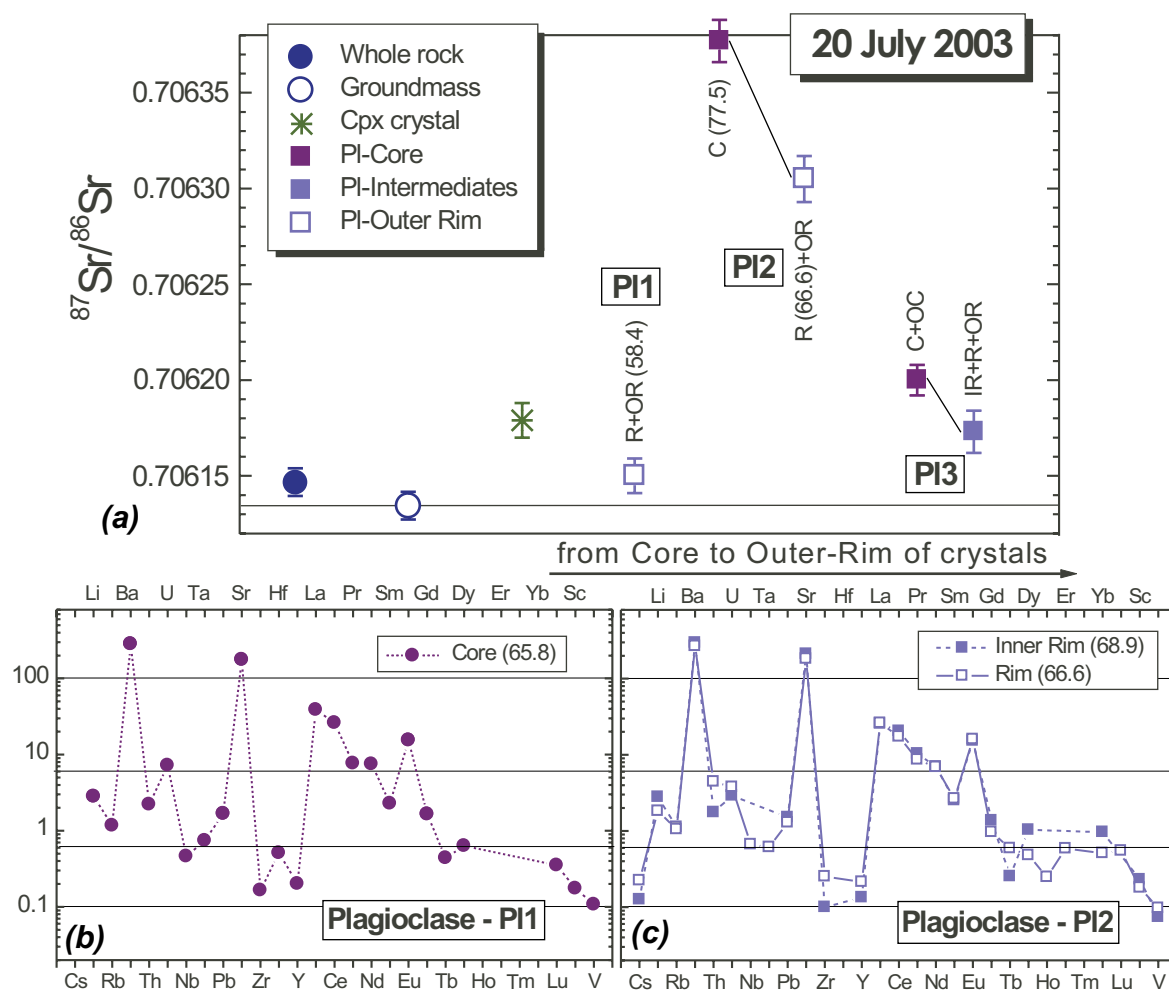 20 July 2003
Whole rock
Groundmass
Cpx crystal
Pl-Core
Pl-Intermediates
Pl-Outer Rim
87Sr/86Sr
0.70635
0.70630
0.70625
0.70620
0.70615
C (77.5)
R (66.6)+OR
Pl2
Pl1
R+OR (58.4)
C+OC
IR+R+OR
Pl3
(a)
from Core to Outer-Rim of crystals
Li Ba U Ta Sr Hf La Pr Sm Gd Dy Er Yb Sc
100
10
1
0.1
Core (65.8)
(b)
Plagioclase - Pl1
Cs Rb Th Nb Pb Zr Y Ce Nd Eu Tb Ho Tm Lu V
Li Ba U Ta Sr Hf La Pr Sm Gd Dy Er Yb Sc
Inner Rim (68.9)
Rim (66.6)
(c)
Plagioclase - Pl2
Cs Rb Th Nb Pb Zr Y Ce Nd Eu Tb Ho Tm Lu V